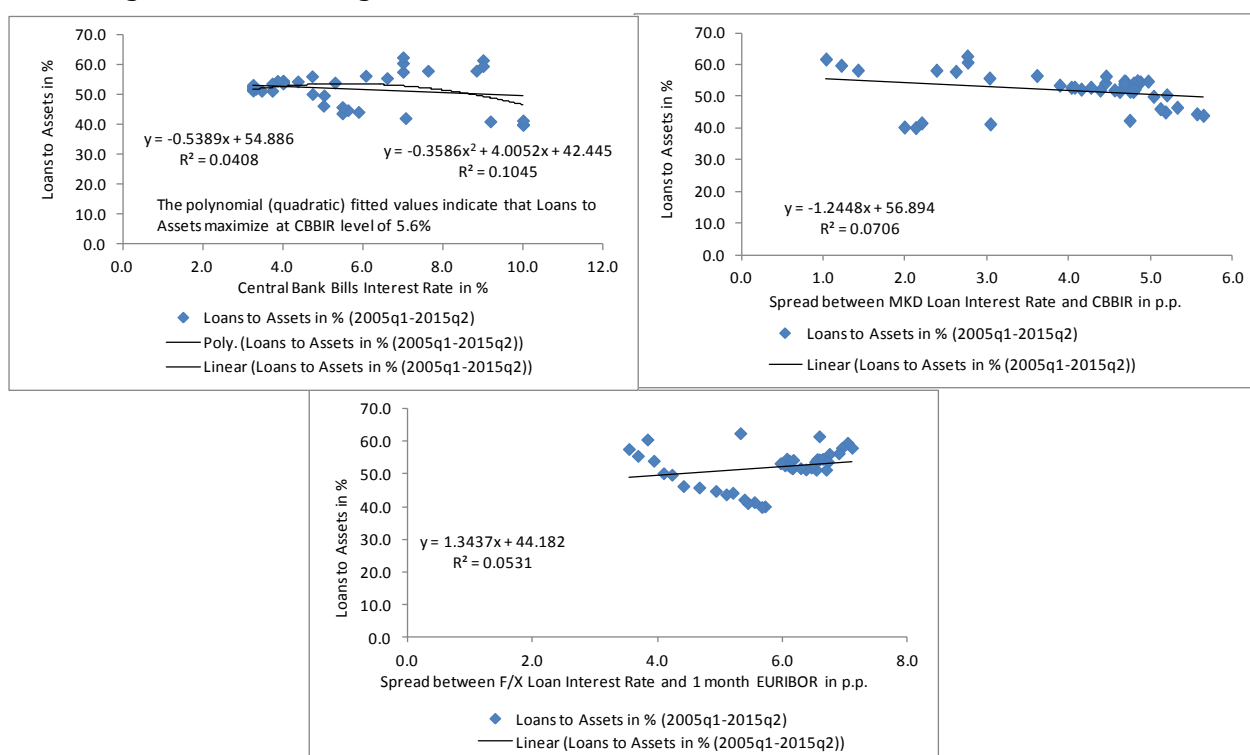 70.0
60.0
50.0
40.0
30.0
20.0
10.0
0.0
Loans to Assets in %
y = -0.5389x + 54.886
R² = 0.0408
y = -0.3586x² + 4.0052x + 42.445
R² = 0.1045
The polynomial (quadratic) fitted values indicate that Loans to
Assets maximize at CBBIR level of 5.6%
0.0 2.0 4.0 6.0 8.0 10.0 12.0
Central Bank Bills Interest Rate in %
Loans to Assets in % (2005q1-2015q2)
Poly. (Loans to Assets in % (2005q1-2015q2))
Linear (Loans to Assets in % (2005q1-2015q2))
70.0
60.0
50.0
40.0
30.0
20.0
10.0
0.0
Loans to Assets in %
y = -1.2448x + 56.894
R² = 0.0706
0.0 1.0 2.0 3.0 4.0 5.0 6.0
Spread between MKD Loan Interest Rate and CBBIR in p.p.
Loans to Assets in % (2005q1-2015q2)
Linear (Loans to Assets in % (2005q1-2015q2))
70.0
60.0
50.0
40.0
30.0
20.0
10.0
0.0
Loans to Assets in %
y = 1.3437x + 44.182
R² = 0.0531
0.0 2.0 4.0 6.0 8.0
Spread between F/X Loan Interest Rate and 1 month EURIBOR in p.p.
Loans to Assets in % (2005q1-2015q2)
Linear (Loans to Assets in % (2005q1-2015q2))